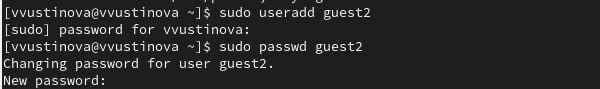 [vvustinova@vvustinova ~]$ sudo useradd guest2
[sudo] password for vvustinova:
[vvustinova@vvustinova ~]$ sudo passwd guest2
Changing password for user guest2.
New password: